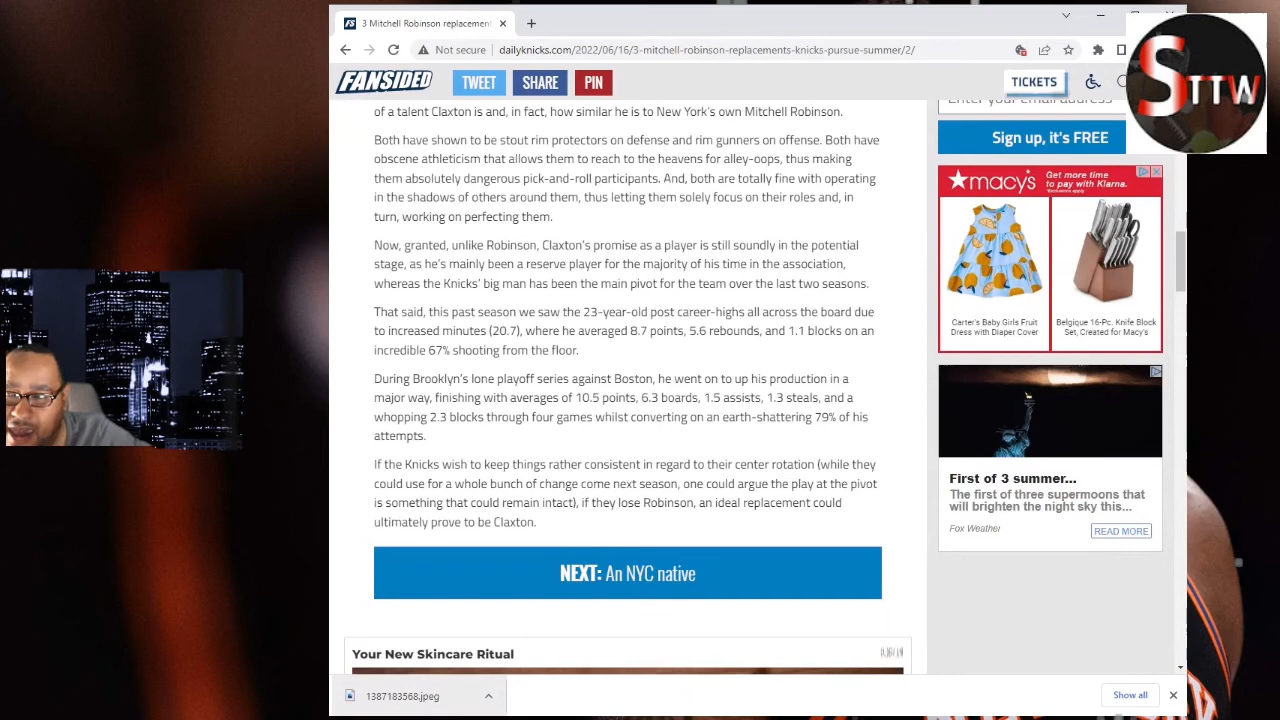 FS 3 Mitchell Robinson replacement
Not secure dailyknicks.com/2022/06/16/3-mitchell-robinson-replacements-knicks-pursue-summer/2/
FANSIDED TWEET SHARE PIN TICKETS
STTW
of a talent Claxton is and, in fact, how similar he is to New York's own Mitchell Robinson.
Both have shown to be stout rim protectors on defense and rim gunners on offense. Both have
obscene athleticism that allows them to reach to the heavens for alley-oops, thus making
them absolutely dangerous pick-and-roll participants. And, both are totally fine with operating
in the shadows of others around them, thus letting them solely focus on their roles and, in
turn, working on perfecting them.
Now, granted, unlike Robinson, Claxton's promise as a player is still soundly in the potential
stage, as he's mainly been a reserve player for the majority of his time in the association,
whereas the Knicks' big man has been the main pivot for the team over the last two seasons.
That said, this past season we saw the 23-year-old post career-highs all across the board due
to increased minutes (20.7), where he averaged 8.7 points, 5.6 rebounds, and 1.1 blocks on an
incredible 67% shooting from the floor.
During Brooklyn's lone playoff series against Boston, he went on to up his production in a
major way, finishing with averages of 10.5 points, 6.3 boards, 1.5 assists, 1.3 steals, and a
whopping 2.3 blocks through four games whilst converting on an earth-shattering 79% of his
attempts.
If the Knicks wish to keep things rather consistent in regard to their center rotation (while they
could use for a whole bunch of change come next season, one could argue the play at the pivot
is something that could remain intact), if they lose Robinson, an ideal replacement could
ultimately prove to be Claxton.
NEXT: An NYC native
Your New Skincare Ritual
Enter your email address
Sign up, it's FREE
macy's
Get more time
to pay with Klarna.
Carter's Baby Girls Fruit
Dress with Diaper Cover
Belgique 16-Pc. Knife Block
Set, Created for Macy's
First of 3 summer...
The first of three supermoons that
will brighten the night sky this...
Fox Weather
READ MORE
1387183568.jpeg
Show all